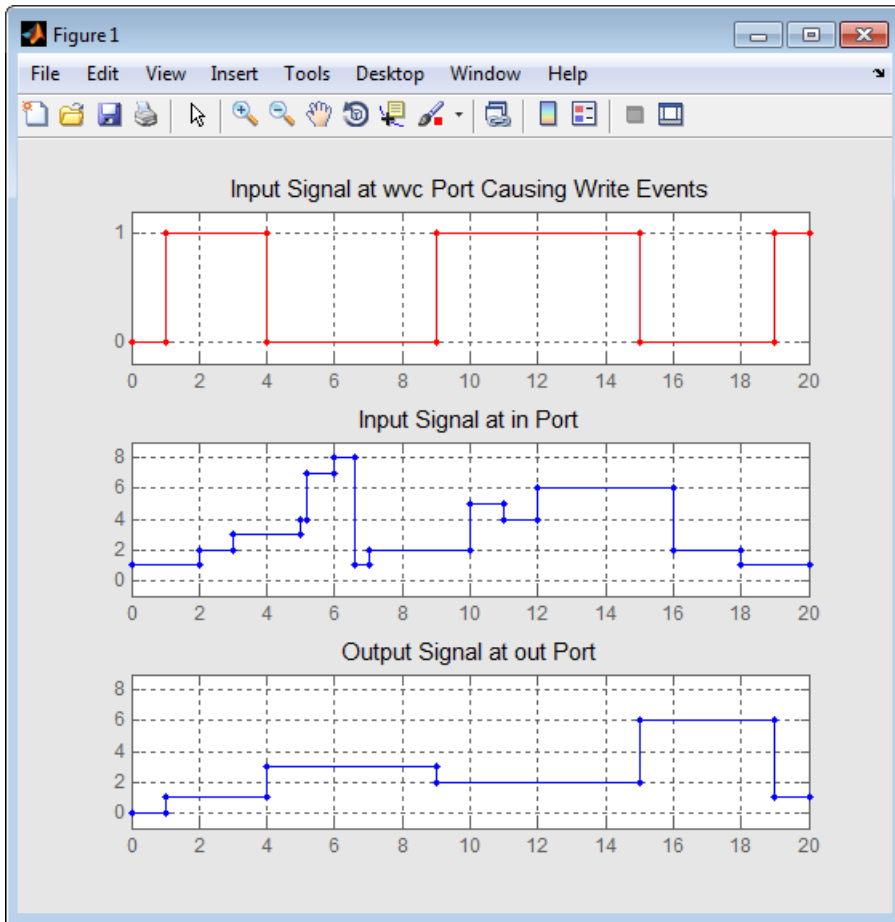 Figure 1
File Edit View Insert Tools Desktop Window Help
Input Signal at wvc Port Causing Write Events
1
0
0 2 4 6 8 10 12 14 16 18 20
Input Signal at in Port
8
6
4
2
0
0 2 4 6 8 10 12 14 16 18 20
Output Signal at out Port
8
6
4
2
0
0 2 4 6 8 10 12 14 16 18 20